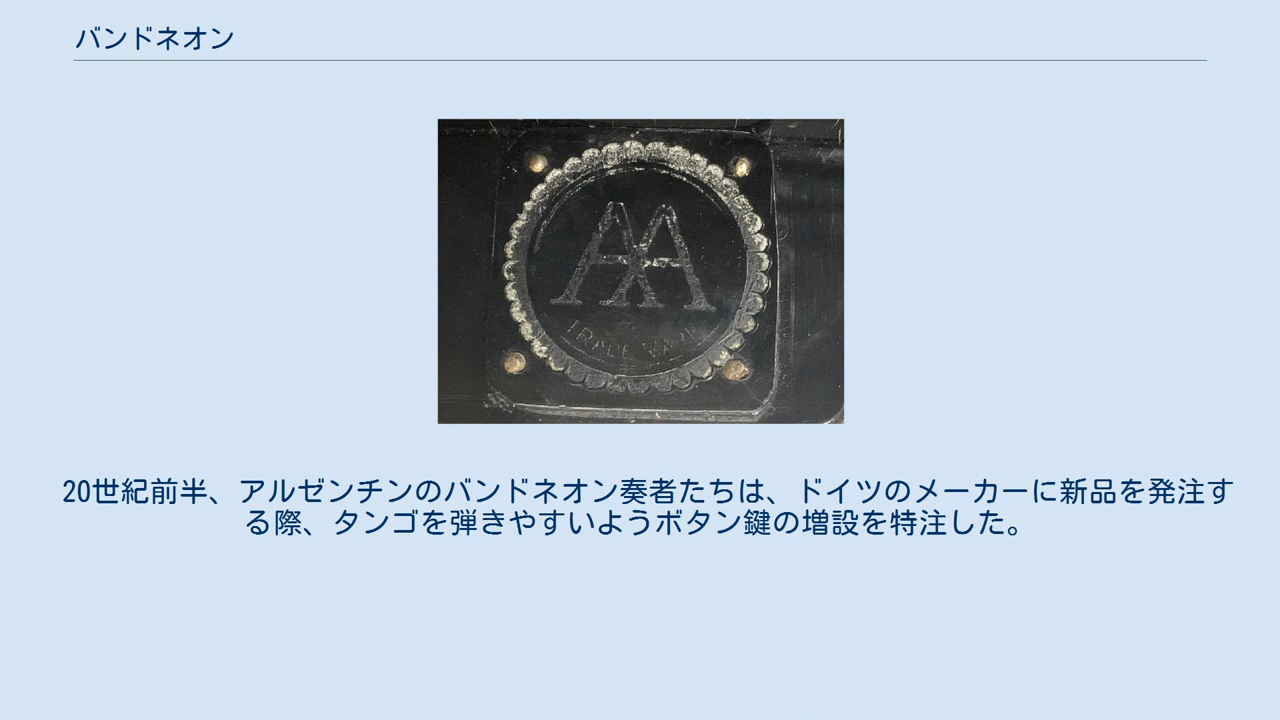 バンドネオン
AA
TRADE MARK
20世紀前半、アルゼンチンのバンドネオン奏者たちは、ドイツのメーカーに新品を発注す
る際、タンゴを弾きやすいようボタン鍵の増設を特注した。